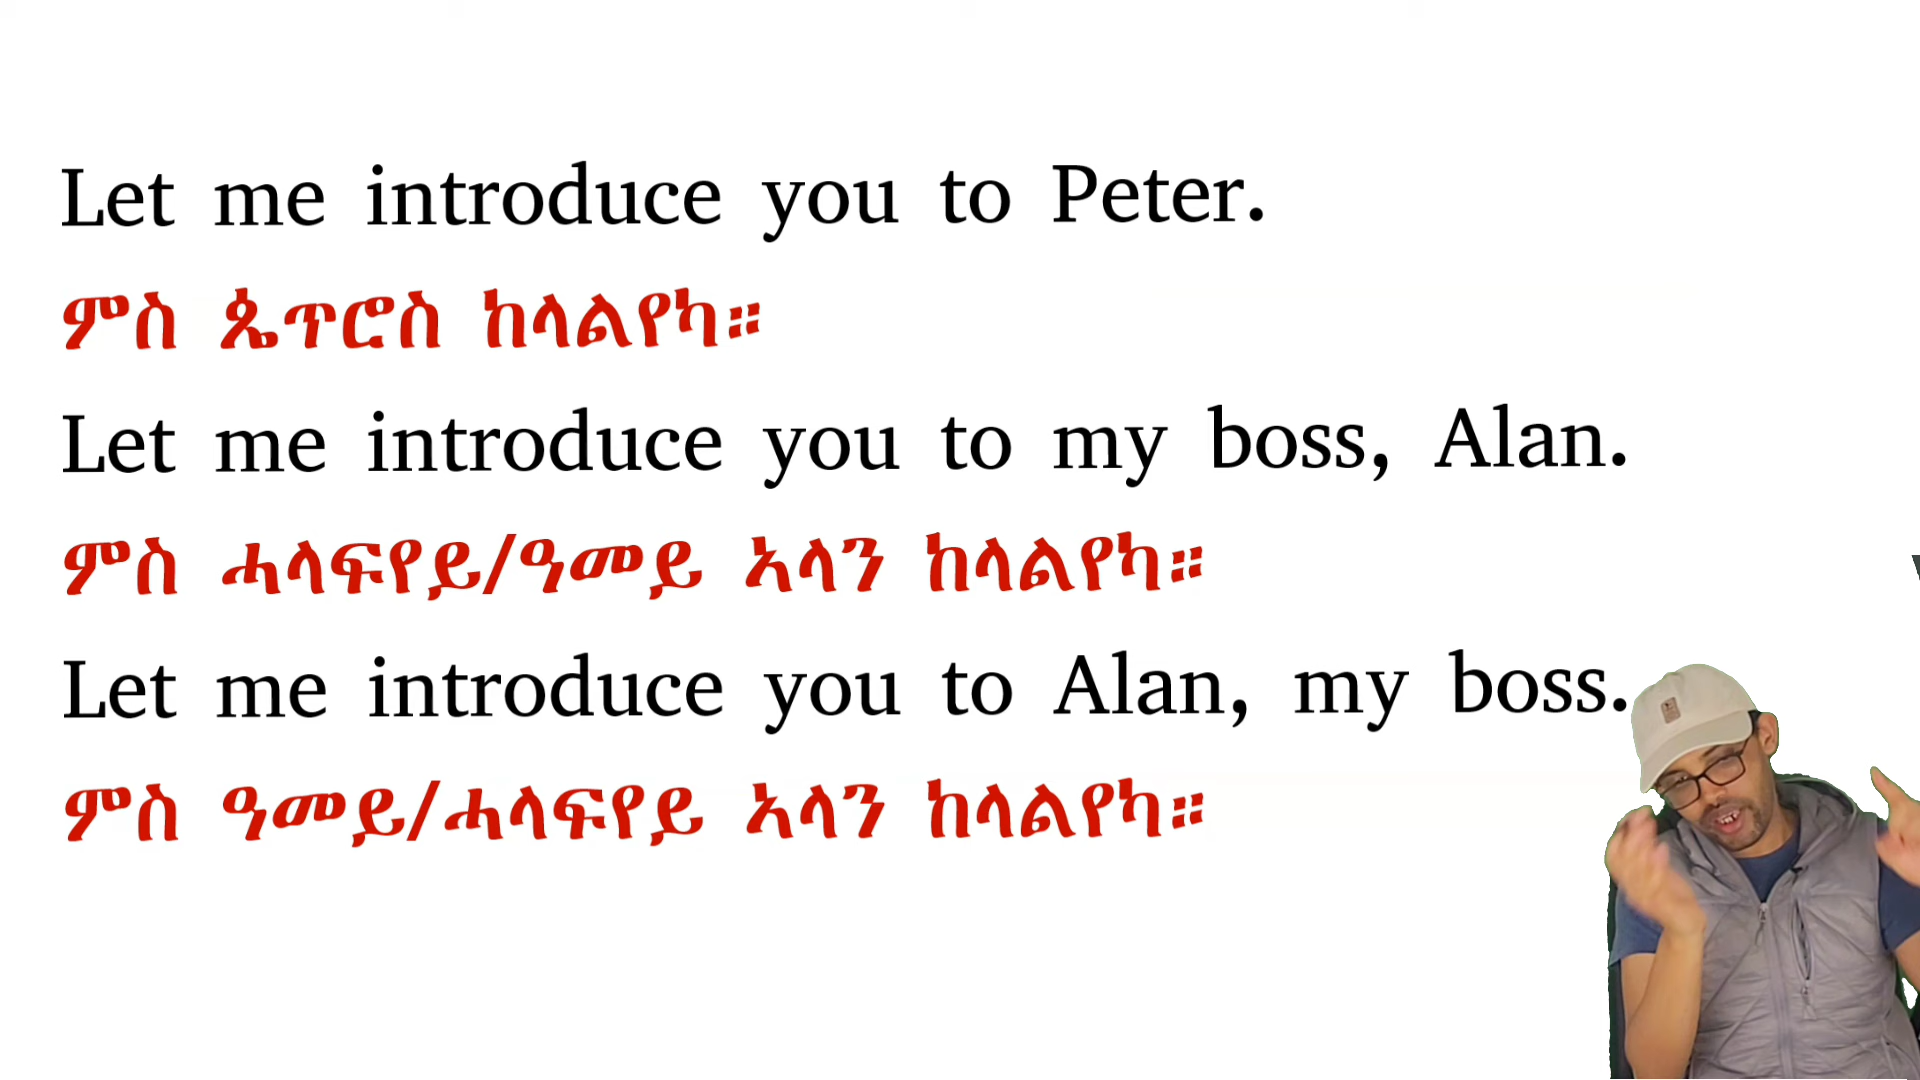 Let me introduce you to Peter.
ምስ ጴጥሮስ ከላልየካ።
Let me introduce you to my boss, Alan.
ምስ ሓላፍየይ/ዓመይ ኣላን ከላልየካ።
Let me introduce you to Alan, my boss.
ምስ ዓመይ/ሓላፍየይ ኣላን ከላልየካ።